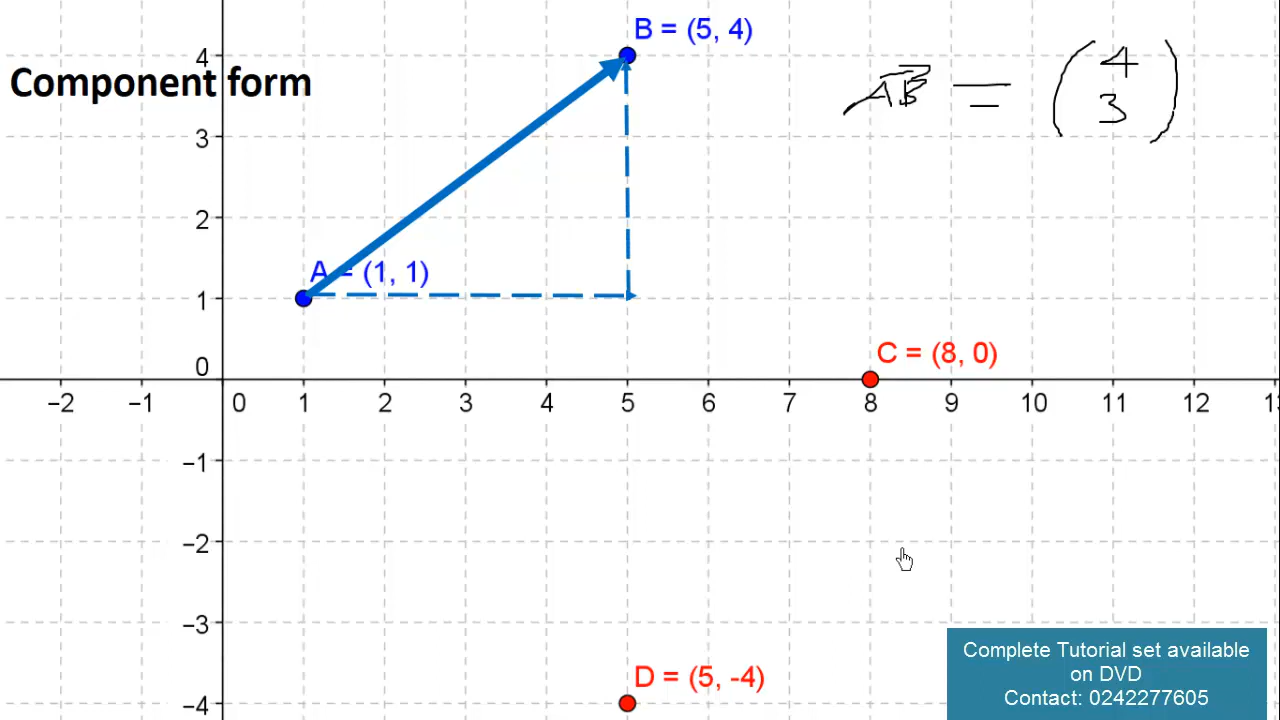 B = (5, 4)
4
Component form
AB = (4 3)
3
2
A = (1, 1)
1
C = (8, 0)
0
−2 −1 0 1 2 3 4 5 6 7 8 9 10 11 12 13
−1
−2
−3
D = (5, -4)
−4
Complete Tutorial set available
on DVD
Contact: 0242277605